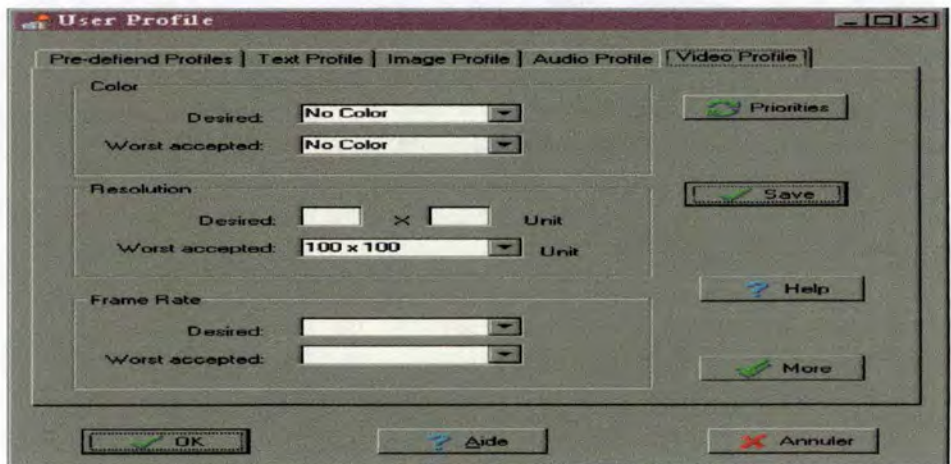 User Profile
Pre-defiend Profiles Text Profile Image Profile Audio Profile Video Profile
Color
Desired: No Color
Worst accepted: No Color
Priorities
Resolution
Desired: X Unit
Worst accepted: 100 x 100 Unit
Save
Frame Rate
Desired:
Worst accepted:
Help
More
OK Aide Annuler